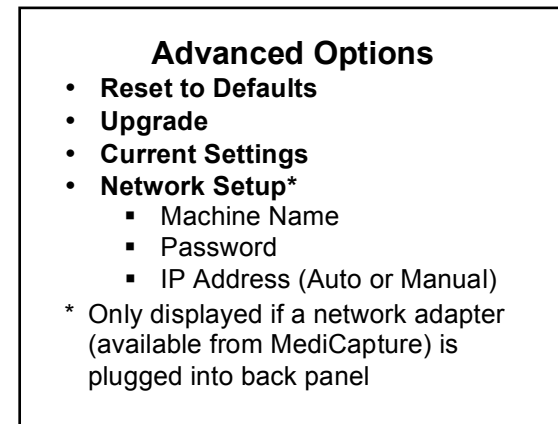 Advanced Options
• Reset to Defaults
• Upgrade
• Current Settings
• Network Setup*
▪ Machine Name
▪ Password
▪ IP Address (Auto or Manual)
* Only displayed if a network adapter
(available from MediCapture) is
plugged into back panel